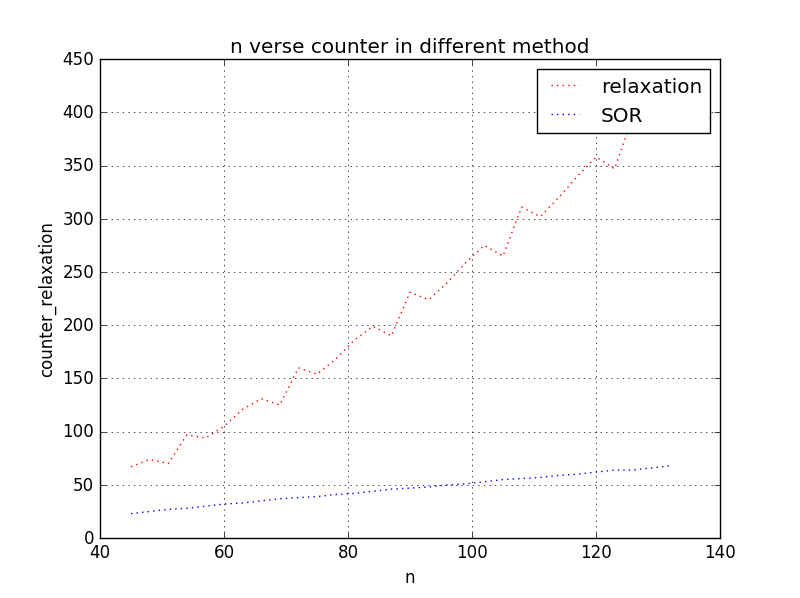 n verse counter in different method
450
400
350
300
250
200
150
100
50
0
counter_relaxation
relaxation
SOR
40 60 80 100 120 140
n